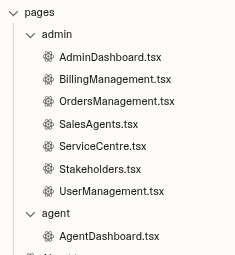 pages
admin
AdminDashboard.tsx
BillingManagement.tsx
OrdersManagement.tsx
SalesAgents.tsx
ServiceCentre.tsx
Stakeholders.tsx
UserManagement.tsx
agent
AgentDashboard.tsx